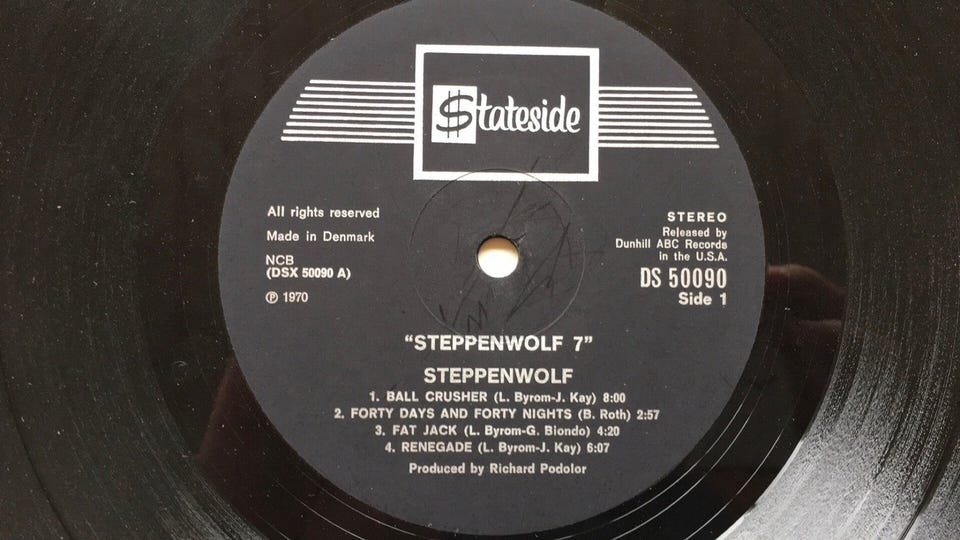 $tateside
All rights reserved
Made in Denmark
NCB
(DSX 50090 A)
℗ 1970
STEREO
Released by
Dunhill ABC Records
in the U.S.A.
DS 50090
Side 1
“STEPPENWOLF 7”
STEPPENWOLF
1. BALL CRUSHER (L. Byrom-J. Kay) 8:00
2. FORTY DAYS AND FORTY NIGHTS (B. Roth) 2:57
3. FAT JACK (L. Byrom-G. Biondo) 4:20
4. RENEGADE (L. Byrom-J. Kay) 6:07
Produced by Richard Podolor